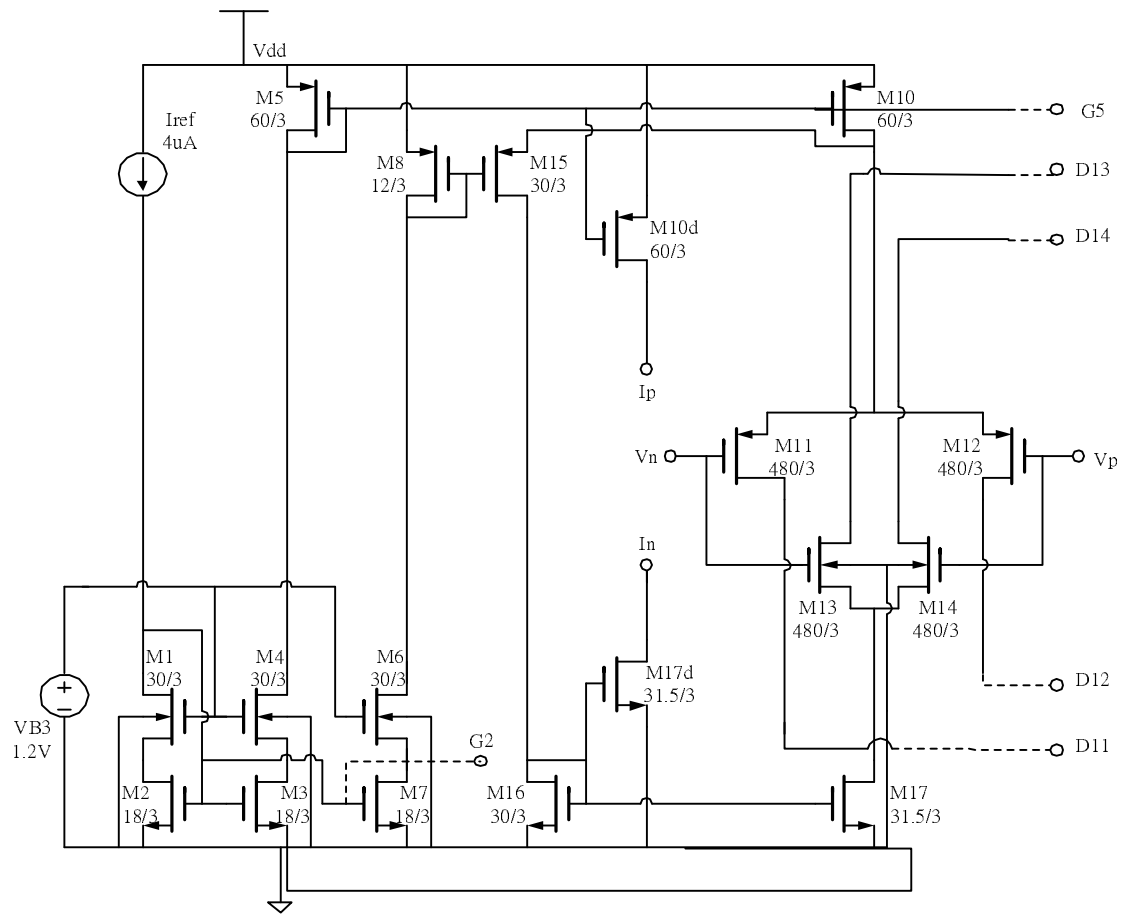 Vdd
Iref
4uA
M5
60/3
M10
60/3
G5
M8
12/3
M15
30/3
D13
M10d
60/3
D14
Ip
Vn
M11
480/3
M12
480/3
Vp
In
M13
480/3
M14
480/3
M1
30/3
M4
30/3
M6
30/3
M17d
31.5/3
D12
VB3
1.2V
G2
D11
M2
18/3
M3
18/3
M7
18/3
M16
30/3
M17
31.5/3